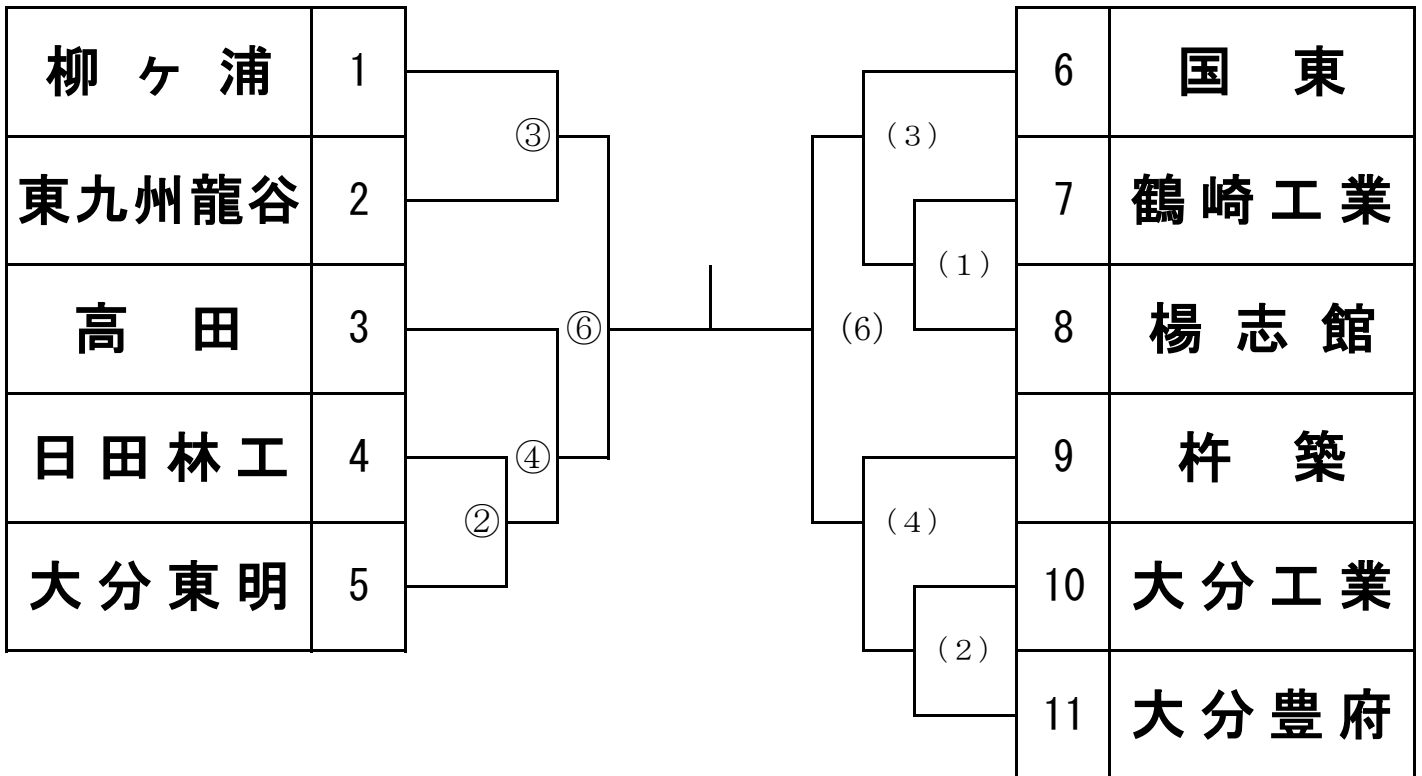 柳ヶ浦 1
③
東九州龍谷 2
高田 3
⑥
日田林工 4
④
②
大分東明 5
6 国東
(3)
7 鶴崎工業
(1)
(6)
8 楊志館
9 杵築
(4)
10 大分工業
(2)
11 大分豊府